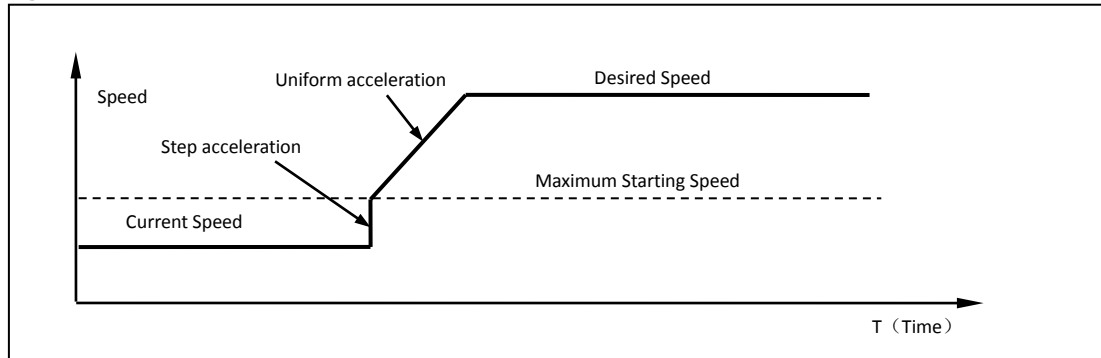 Uniform acceleration
Desired Speed
Speed
Step acceleration
Maximum Starting Speed
Current Speed
T（Time）